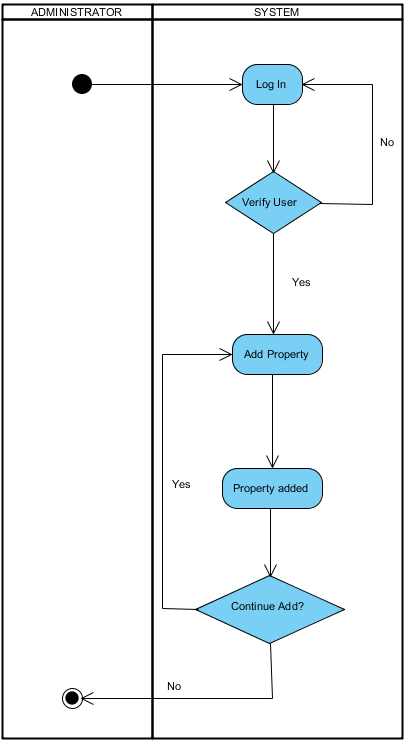 ADMINISTRATOR
SYSTEM
Log In
No
Verify User
Yes
Add Property
Yes
Property added
Continue Add?
No